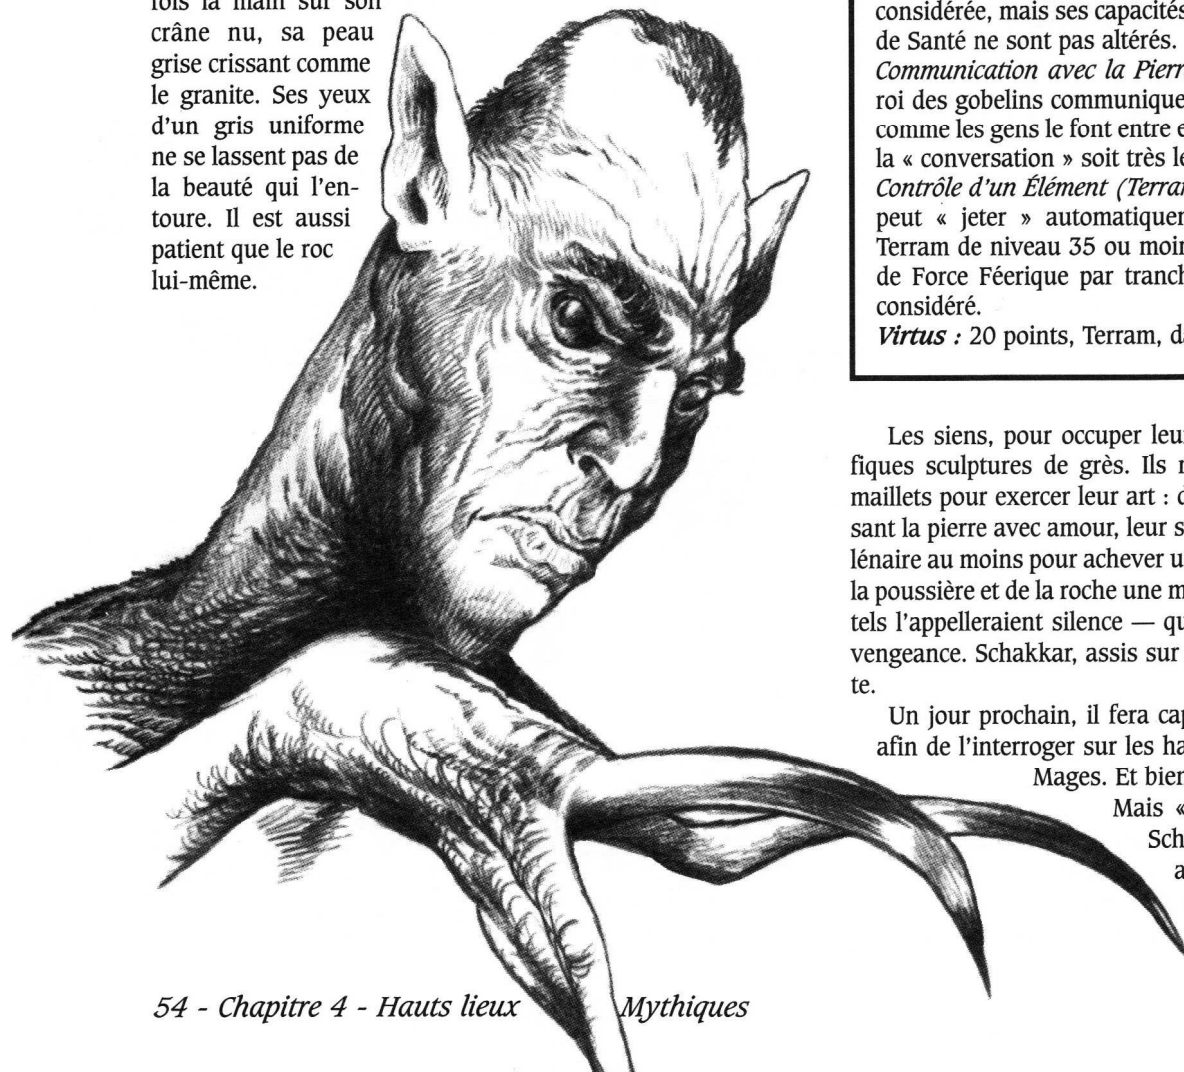 fois la main sur son
crâne nu, sa peau
grise crissant comme
le granite. Ses yeux
d'un gris uniforme
ne se lassent pas de
la beauté qui l'en-
toure. Il est aussi
patient que le roc
lui-même.
considérée, mais ses capacités
de Santé ne sont pas altérés.
Communication avec la Pierr
roi des gobelins communique
comme les gens le font entre e
la « conversation » soit très le
Contrôle d'un Élément (Terra
peut « jeter » automatiquer
Terram de niveau 35 ou moin
de Force Féerique par tranch
considéré.
Virtus : 20 points, Terram, da
Les siens, pour occuper leur
fiques sculptures de grès. Ils n
maillets pour exercer leur art : d
sant la pierre avec amour, leur s
lénaire au moins pour achever u
la poussière et de la roche une m
tels l'appelleraient silence — qu
vengeance. Schakkar, assis sur
te.
Un jour prochain, il fera cap
afin de l'interroger sur les ha
Mages. Et bien
Mais «
Sch
a
54 - Chapitre 4 - Hauts lieux Mythiques